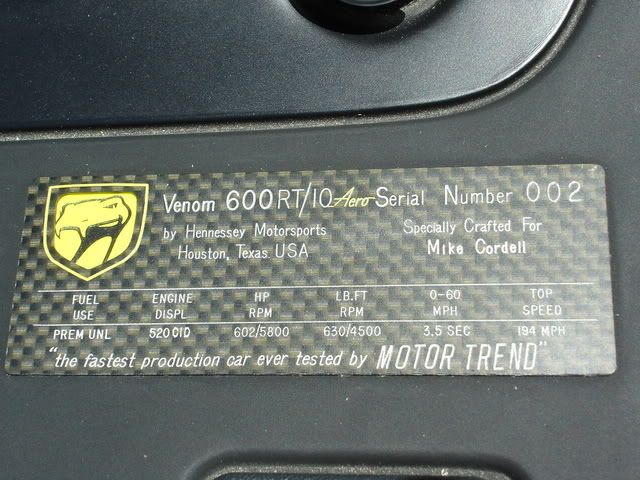 Venom 600RT/10 Aero Serial Number 002
by Hennessey Motorsports
Houston, Texas USA
Specially Crafted For
Mike Cordell
FUEL USE ENGINE DISPL HP RPM LB.FT RPM 0-60 MPH TOP SPEED
PREM UNL 520CID 602/5800 630/4500 3.5 SEC 194 MPH
"the fastest production car ever tested by MOTOR TREND"